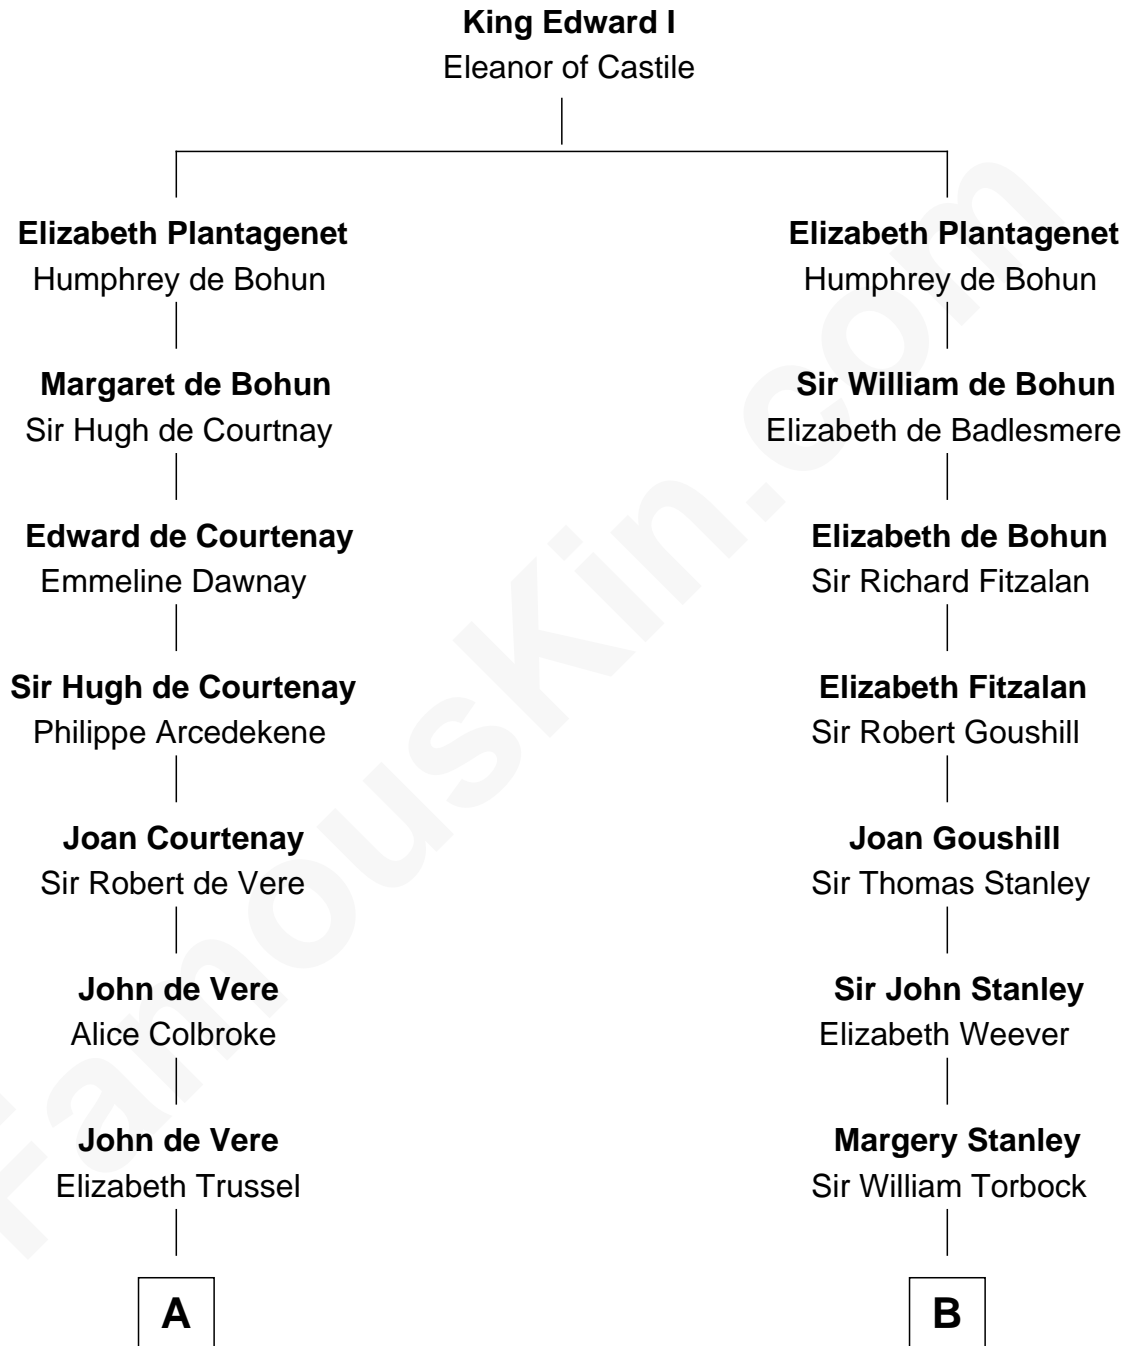 King Edward I
Eleanor of Castile
Elizabeth Plantagenet
Humphrey de Bohun
Elizabeth Plantagenet
Humphrey de Bohun
Margaret de Bohun
Sir Hugh de Courtnay
Sir William de Bohun
Elizabeth de Badlesmere
Edward de Courtenay
Emmeline Dawnay
Elizabeth de Bohun
Sir Richard Fitzalan
Sir Hugh de Courtenay
Philippe Arcedekene
Elizabeth Fitzalan
Sir Robert Goushill
Joan Courtenay
Sir Robert de Vere
Joan Goushill
Sir Thomas Stanley
John de Vere
Alice Colbroke
Sir John Stanley
Elizabeth Weever
John de Vere
Elizabeth Trussel
Margery Stanley
Sir William Torbock
A
B
FamousKin.com